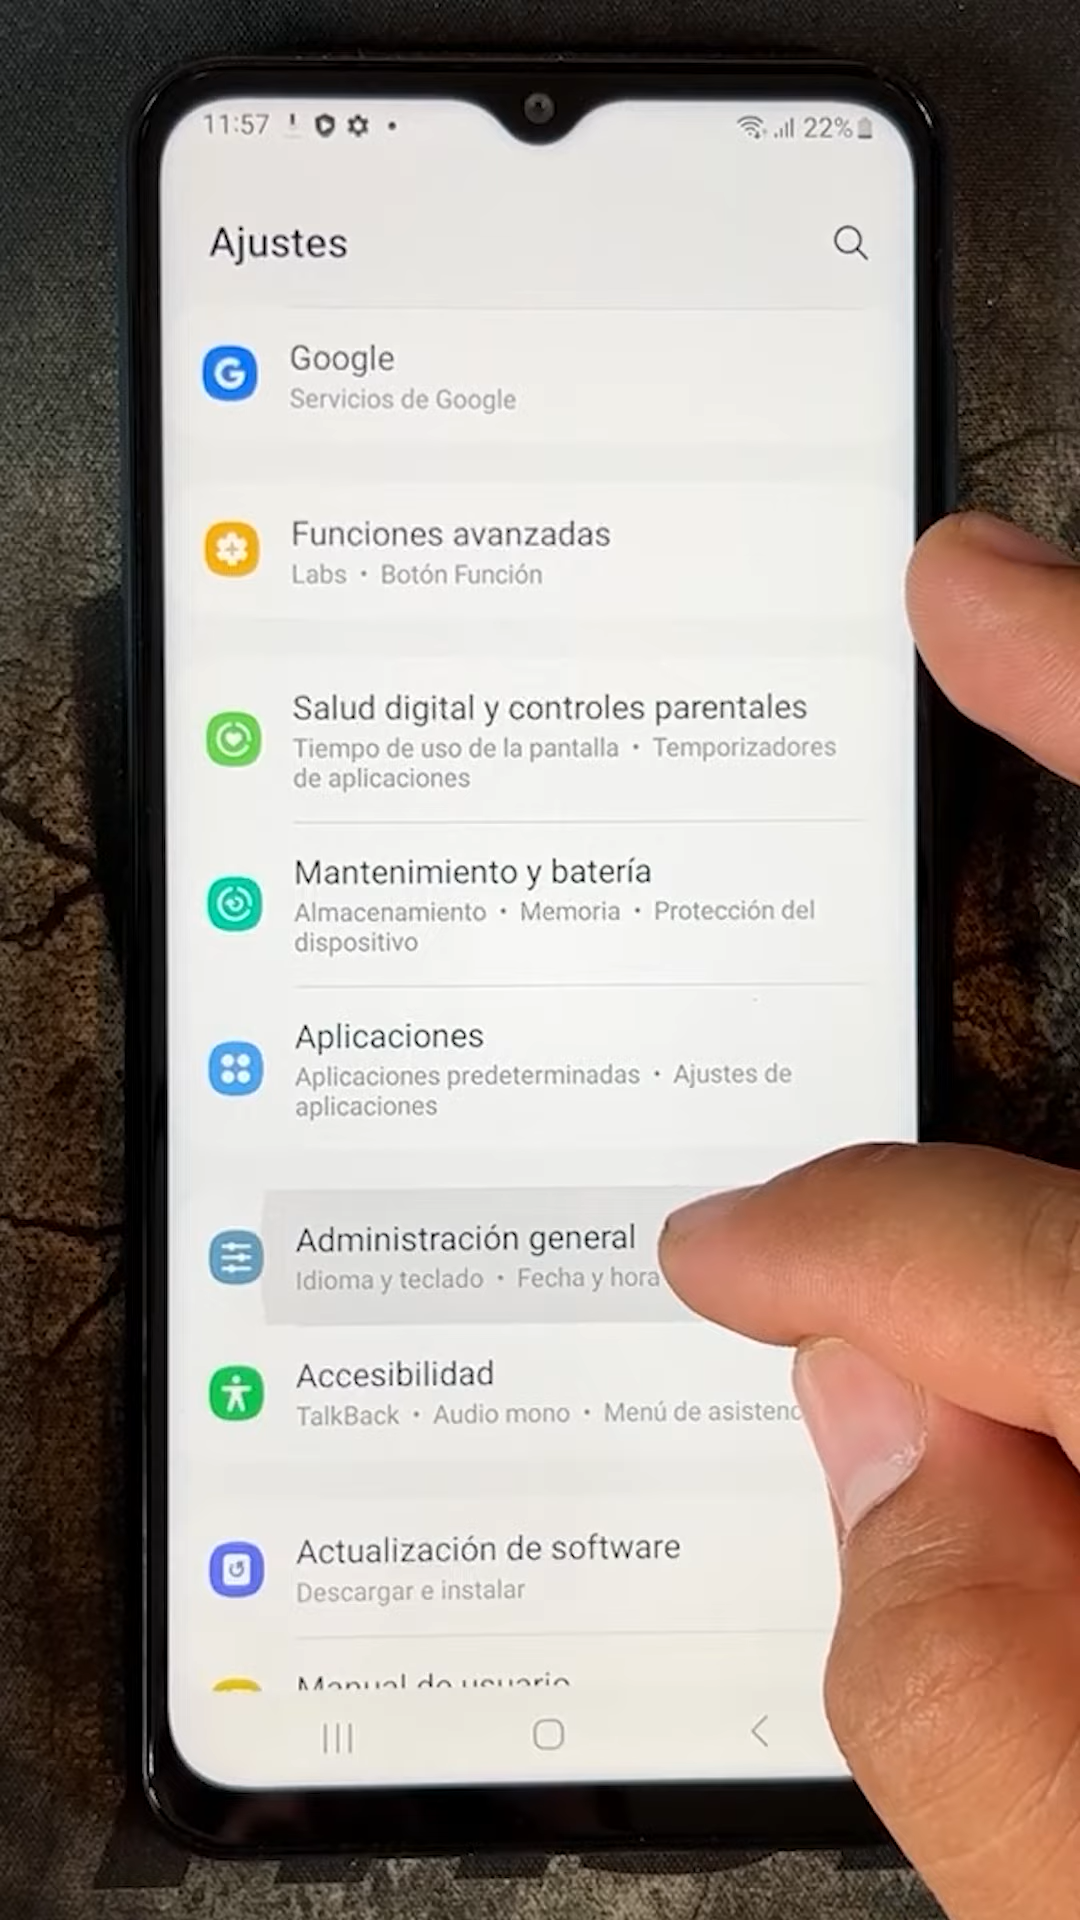 11:57
22%
Ajustes
Google
Servicios de Google
Funciones avanzadas
Labs • Botón Función
Salud digital y controles parentales
Tiempo de uso de la pantalla • Temporizadores
de aplicaciones
Mantenimiento y batería
Almacenamiento • Memoria • Protección del
dispositivo
Aplicaciones
Aplicaciones predeterminadas • Ajustes de
aplicaciones
Administración general
Idioma y teclado • Fecha y hora
Accesibilidad
TalkBack • Audio mono • Menú de asistenc
Actualización de software
Descargar e instalar
Manual de usuario